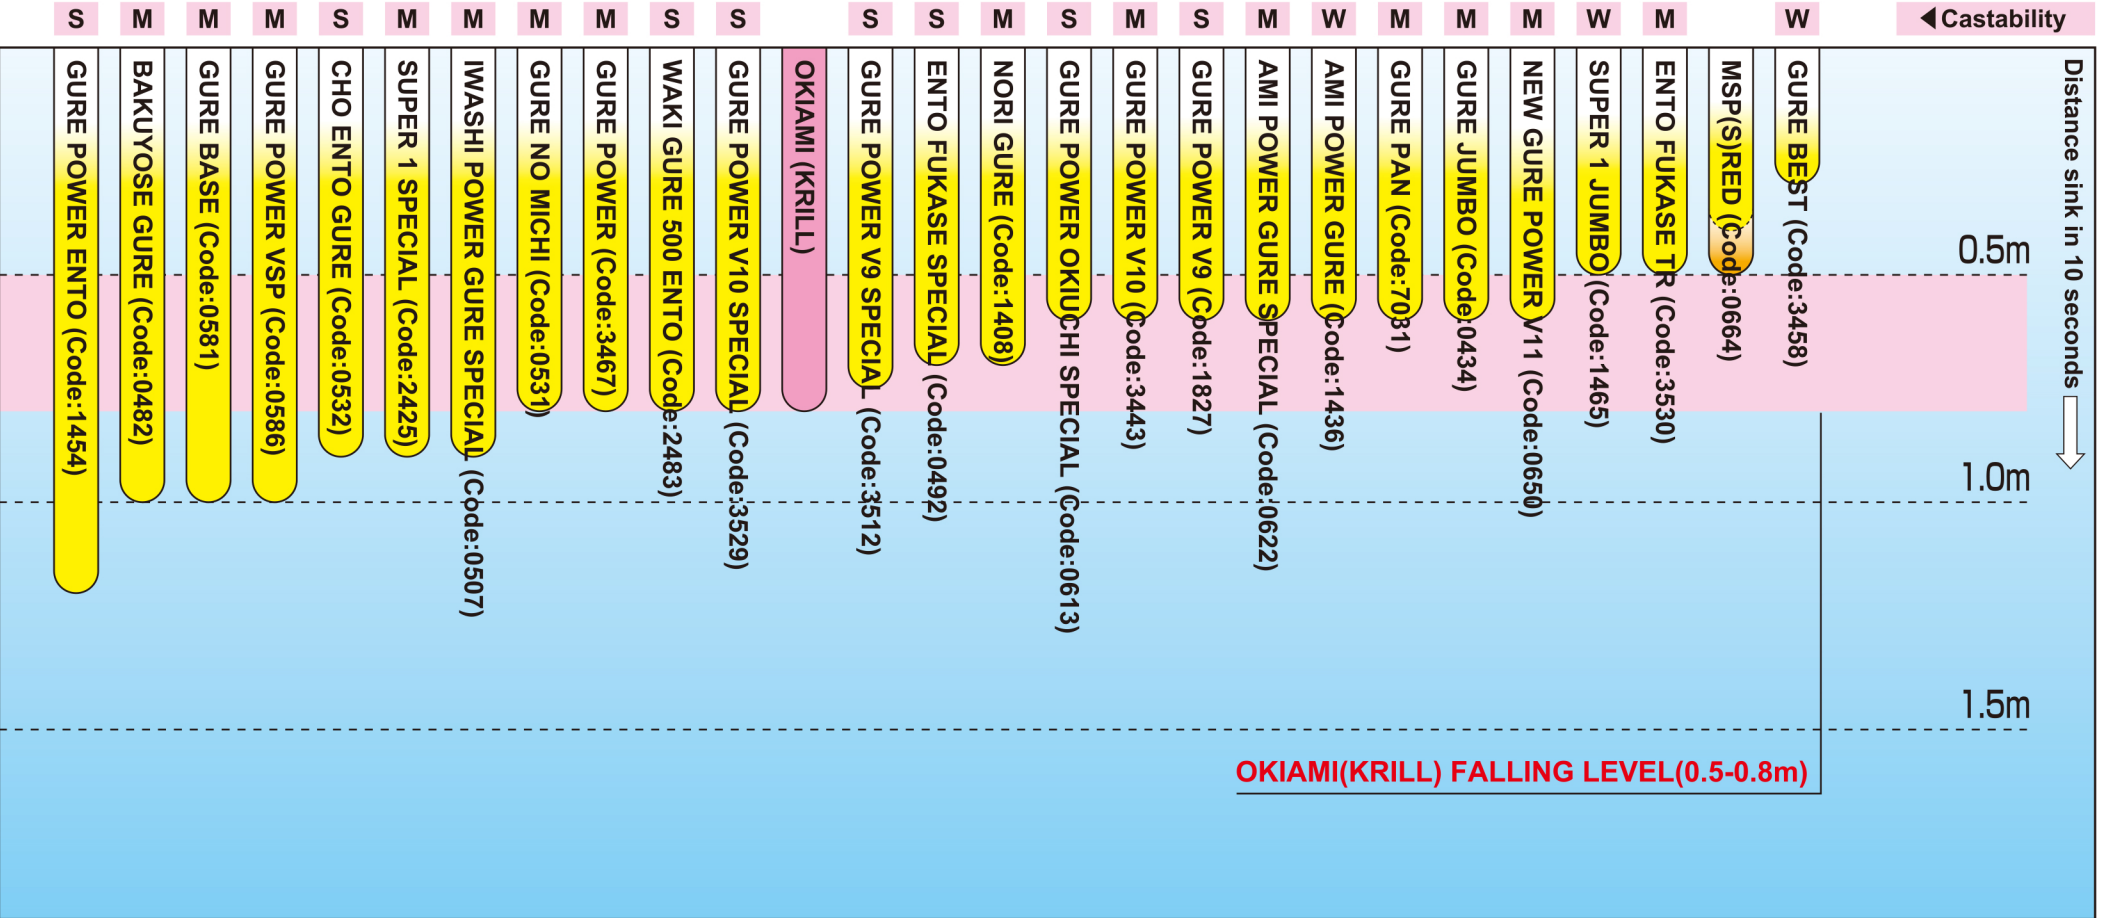 S M M M S M M M M S S S S M S M S M W M M M W M W ◀Castability
GURE POWER ENTO (Code:1454)
BAKUYOSE GURE (Code:0482)
GURE BASE (Code:0581)
GURE POWER VSP (Code:0586)
CHO ENTO GURE (Code:0532)
SUPER 1 SPECIAL (Code:2425)
IWASHI POWER GURE SPECIAL (Code:0507)
GURE NO MICHI (Code:0531)
GURE POWER (Code:3467)
WAKI GURE 500 ENTO (Code:2483)
GURE POWER V10 SPECIAL (Code:3529)
OKIAMI (KRILL)
GURE POWER V9 SPECIAL (Code:3512)
ENTO FUKASE SPECIAL (Code:0492)
NORI GURE (Code:1408)
GURE POWER OKIUCHI SPECIAL (Code:0613)
GURE POWER V10 (Code:3443)
GURE POWER V9 (Code:1827)
AMI POWER GURE SPECIAL (Code:0622)
AMI POWER GURE (Code:1436)
GURE PAN (Code:7031)
GURE JUMBO (Code:0434)
NEW GURE POWER V11 (Code:0650)
SUPER 1 JUMBO (Code:1465)
ENTO FUKASE TR (Code:3530)
MSP(S)RED (Code:0664)
GURE BEST (Code:3458)
Distance sink in 10 seconds
0.5m
1.0m
1.5m
OKIAMI(KRILL) FALLING LEVEL(0.5-0.8m)